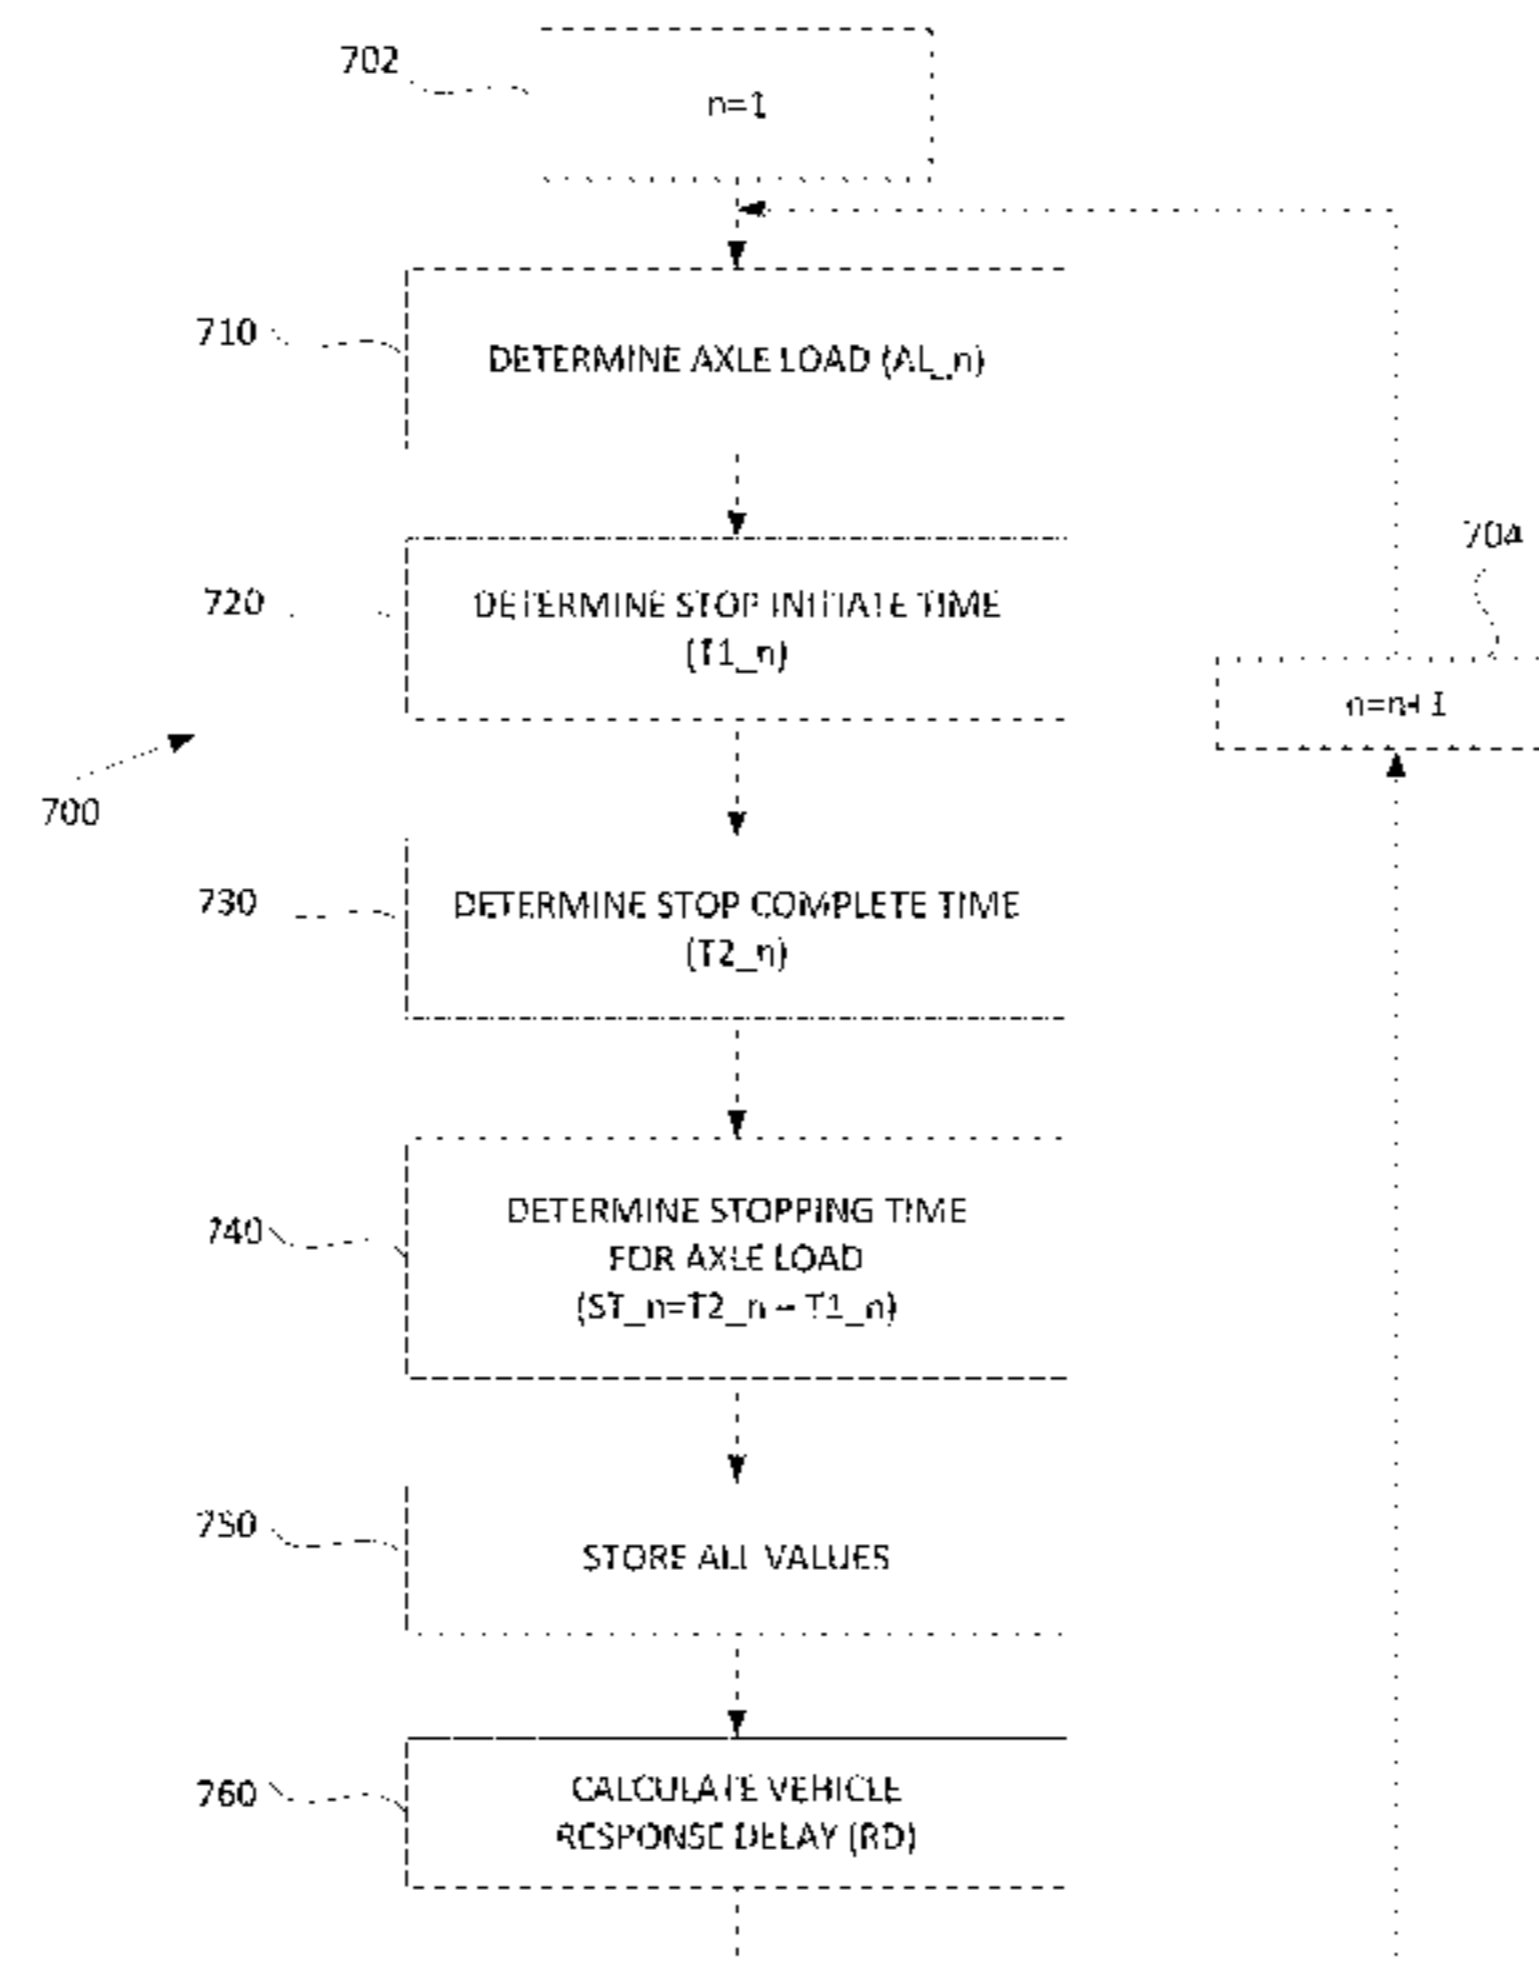 702
n=1
710
DETERMINE AXLE LOAD (AL_n)
704
720
DETERMINE STOP INITIATE TIME
(T1_n)
n=n+1
700
730
DETERMINE STOP COMPLETE TIME
(T2_n)
740
DETERMINE STOPPING TIME
FOR AXLE LOAD
(ST_n=T2_n – T1_n)
750
STORE ALL VALUES
760
CALCULATE VEHICLE
RESPONSE DELAY (RD)